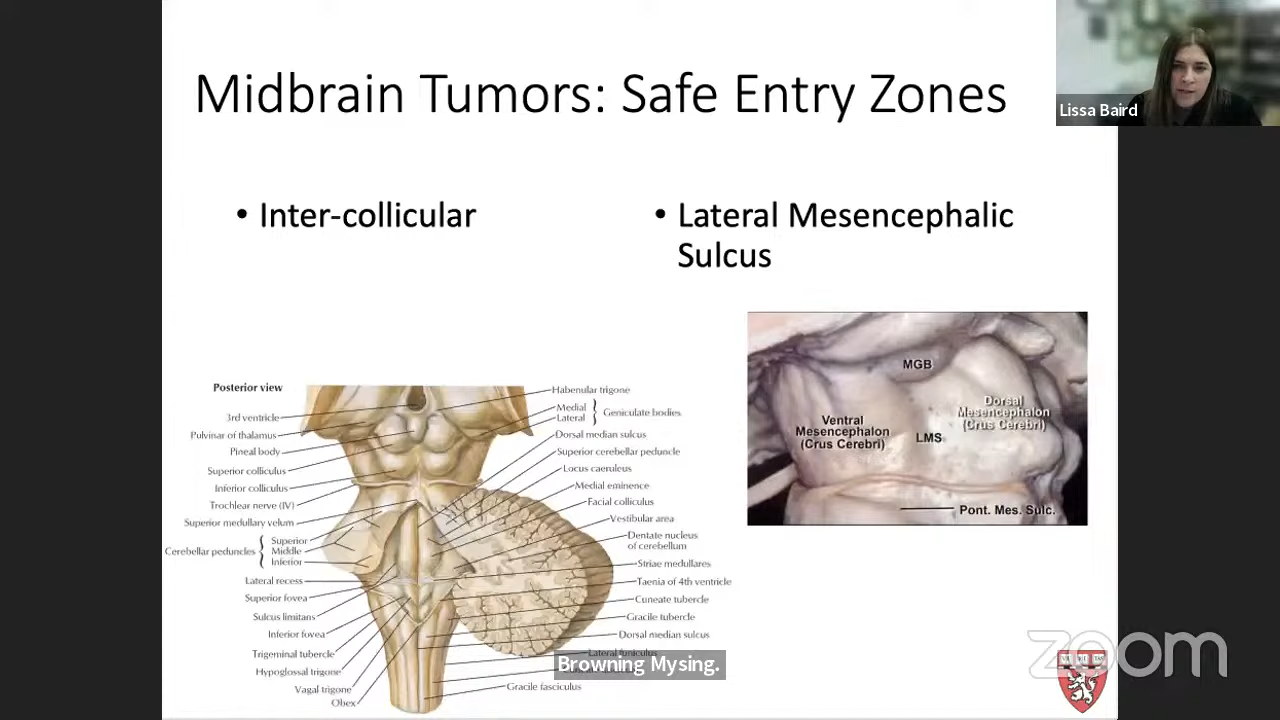 Midbrain Tumors: Safe Entry Zones
Lissa Baird
• Inter-collicular
• Lateral Mesencephalic
Sulcus
Posterior view
3rd ventricle
Pulvinar of thalamus
Pineal body
Superior colliculus
Inferior colliculus
Trochlear nerve (IV)
Superior medullary velum
Cerebellar peduncles
Superior
Middle
Inferior
Lateral recess
Superior fovea
Sulcus limitans
Inferior fovea
Trigeminal tubercle
Hypoglossal trigone
Vagal trigone
Obex
Habenular trigone
Medial
Lateral
Geniculate bodies
Dorsal median sulcus
Superior cerebellar peduncle
Locus caeruleus
Medial eminence
Facial colliculus
Vestibular area
Dentate nucleus
of cerebellum
Striae medullares
Taenia of 4th ventricle
Cuneate tubercle
Gracile tubercle
Dorsal median sulcus
Lateral funiculus
Gracile fasciculus
MGB
Ventral
Mesencephalon
(Crus Cerebri)
LMS
Dorsal
Mesencephalon
(Crus Cerebri)
Pont. Mes. Sulc.
Browning Mysing.
zoom